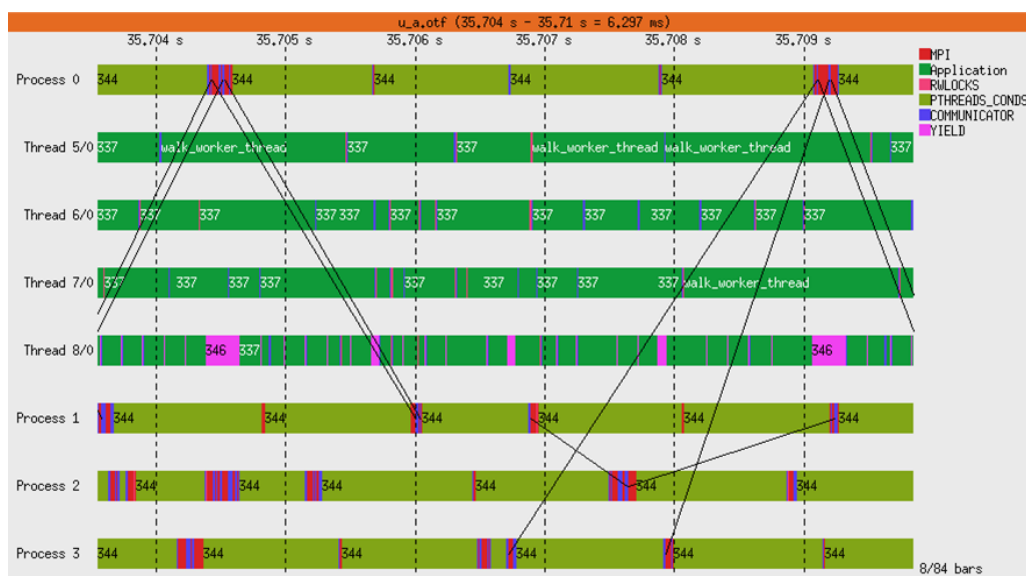 u_a.otf (35.704 s - 35.71 s = 6.297 ms)
35.704 s 35.705 s 35.706 s 35.707 s 35.708 s 35.709 s
Process 0 344 344 344 344 344 344
Thread 5/0 337 walk_worker_thread 337 337 walk_worker_thread walk_worker_thread 337
Thread 6/0 337 337 337 337 337 337 337 337 337 337 337 337
Thread 7/0 337 337 337 337 337 337 337 337 337 walk_worker_thread
Thread 8/0 346 337 346
Process 1 344 344 344 344 344 344
Process 2 344 344 344 344 344 344
Process 3 344 344 344 344 344 344
MPI
Application
RWLOCKS
PTHREADS_CONDS
COMMUNICATOR
YIELD
8/84 bars